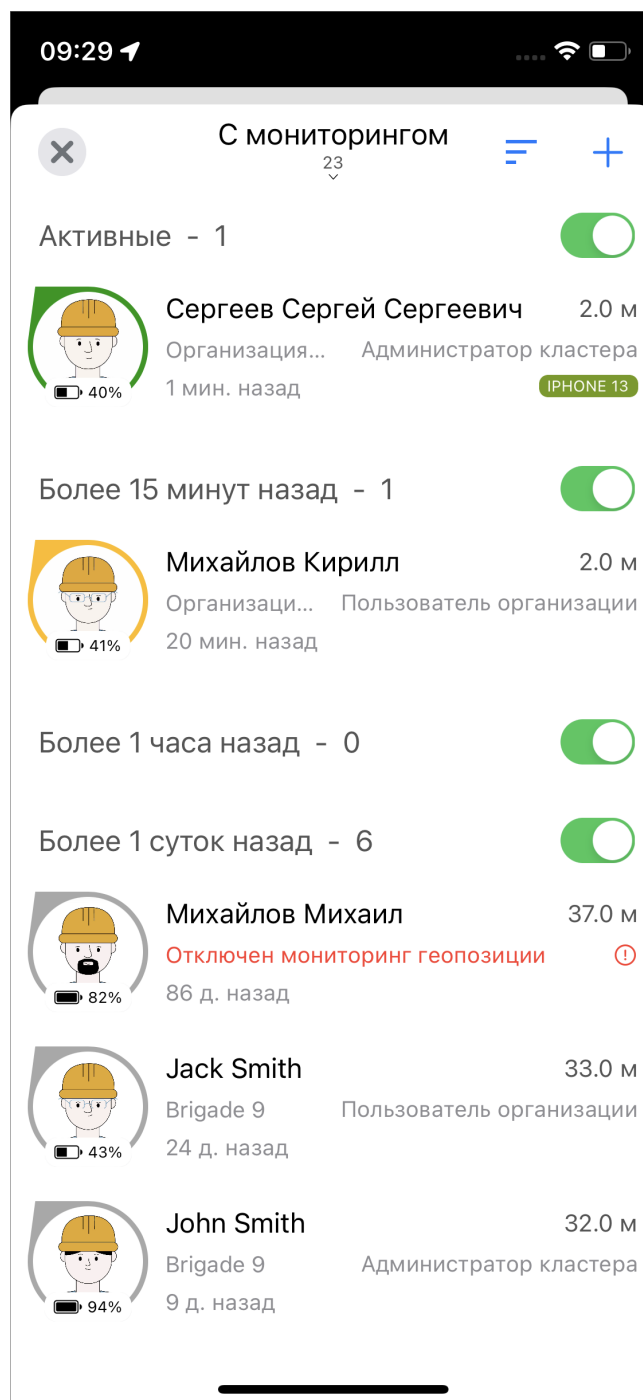 09:29
С мониторингом
23
Активные - 1
Сергеев Сергей Сергеевич 2.0 м
Организация... Администратор кластера
40% 1 мин. назад IPHONE 13
Более 15 минут назад - 1
Михайлов Кирилл 2.0 м
Организаци... Пользователь организации
41% 20 мин. назад
Более 1 часа назад - 0
Более 1 суток назад - 6
Михайлов Михаил 37.0 м
Отключен мониторинг геопозиции
82% 86 д. назад
Jack Smith 33.0 м
Brigade 9 Пользователь организации
43% 24 д. назад
John Smith 32.0 м
Brigade 9 Администратор кластера
94% 9 д. назад